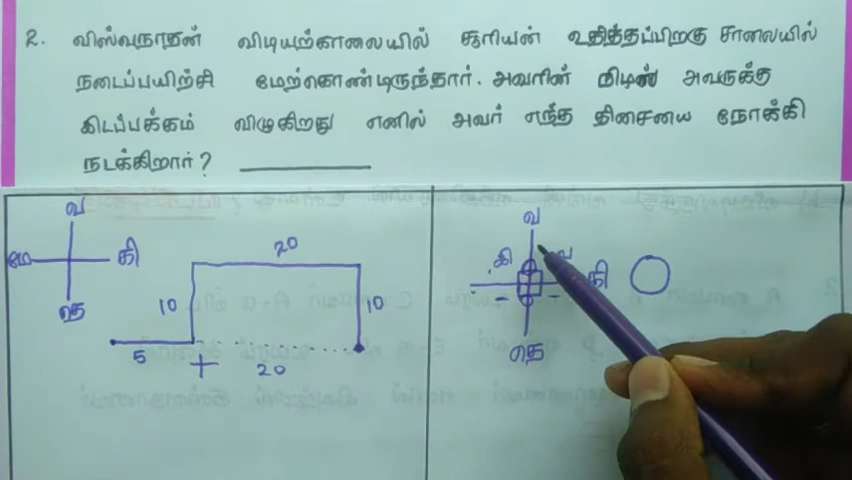 2. விஸ்வநாதன் விடியற்காலையில் சூரியன் உதித்தப்பிறகு சாலையில்
நடைப்பயிற்சி மேற்கொண்டிருந்தார். அவரின் நிழல் அவருக்கு
கிடப்பக்கம் விழுகிறது எனில் அவர் எந்த திசையை நோக்கி
நடக்கிறார்?
வ
மே கி
தெ
20
10 10
5 20
வ
கி வ
கி
தெ